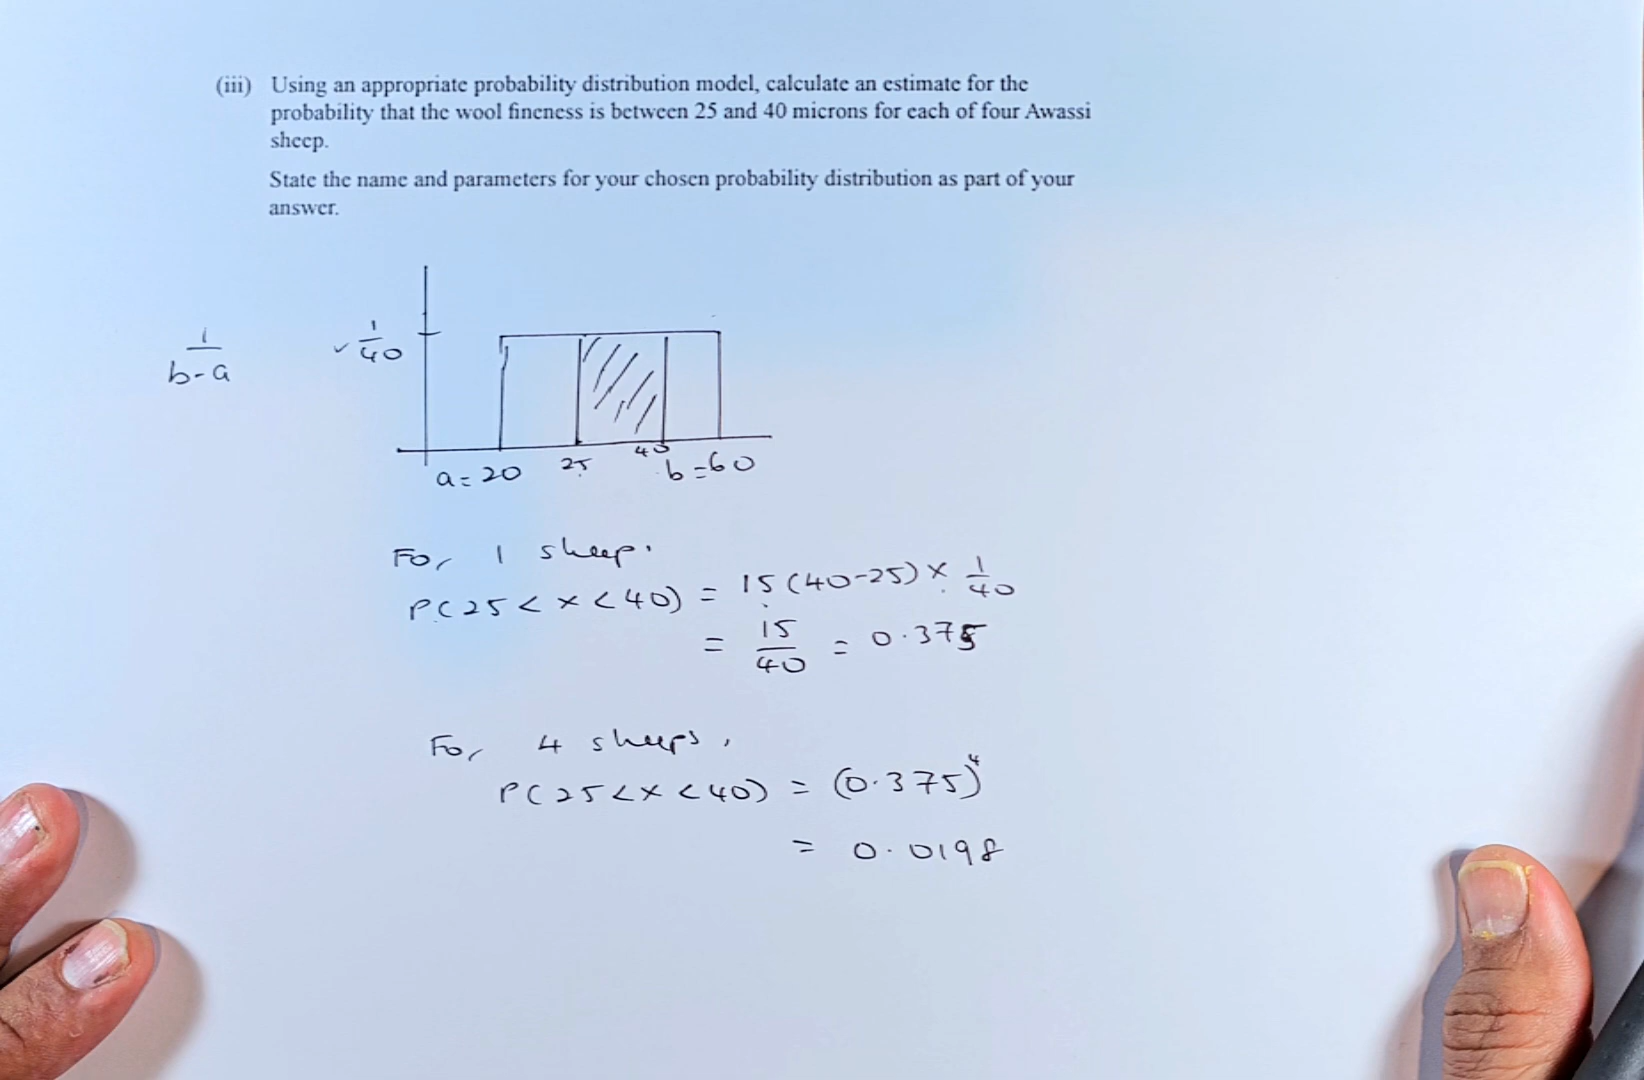 (iii) Using an appropriate probability distribution model, calculate an estimate for the
probability that the wool fineness is between 25 and 40 microns for each of four Awassi
sheep.
State the name and parameters for your chosen probability distribution as part of your
answer.
1/(b-a)
✓ 1/40
a=20 25 40 b=60
For 1 sheep.
P(25<x<40) = 15(40-25)× 1/40
= 15/40 = 0.375
For 4 sheeps,
P(25<x<40) = (0.375)⁴
= 0.0198